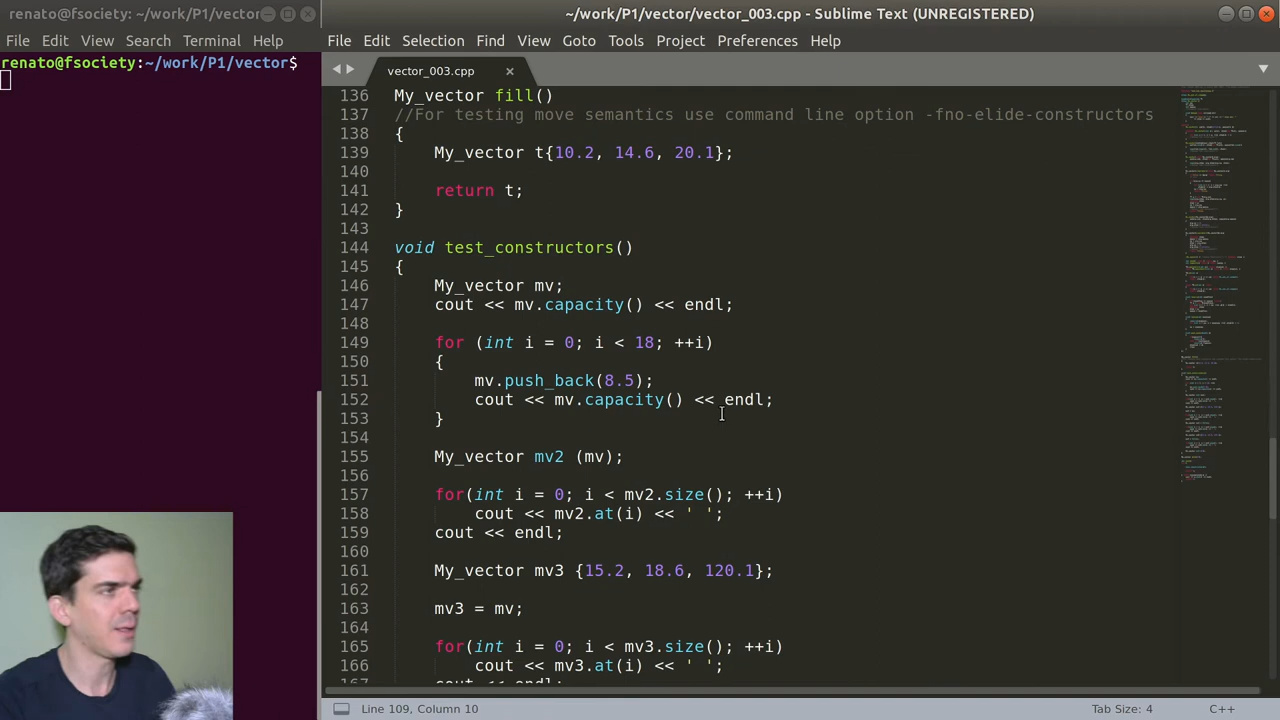 renato@fsociety: ~/work/P1/vector
File Edit View Search Terminal Help
renato@fsociety:~/work/P1/vector$
~/work/P1/vector/vector_003.cpp - Sublime Text (UNREGISTERED)
File Edit Selection Find View Goto Tools Project Preferences Help
vector_003.cpp
136 My_vector fill()
137 //For testing move semantics use command line option -fno-elide-constructors
138 {
139 My_vector t{10.2, 14.6, 20.1};
140
141 return t;
142 }
143
144 void test_constructors()
145 {
146 My_vector mv;
147 cout << mv.capacity() << endl;
148
149 for (int i = 0; i < 18; ++i)
150 {
151 mv.push_back(8.5);
152 cout << mv.capacity() << endl;
153 }
154
155 My_vector mv2 (mv);
156
157 for(int i = 0; i < mv2.size(); ++i)
158 cout << mv2.at(i) << ' ';
159 cout << endl;
160
161 My_vector mv3 {15.2, 18.6, 120.1};
162
163 mv3 = mv;
164
165 for(int i = 0; i < mv3.size(); ++i)
166 cout << mv3.at(i) << ' ';
167 cout << endl;
Line 109, Column 10
Tab Size: 4
C++